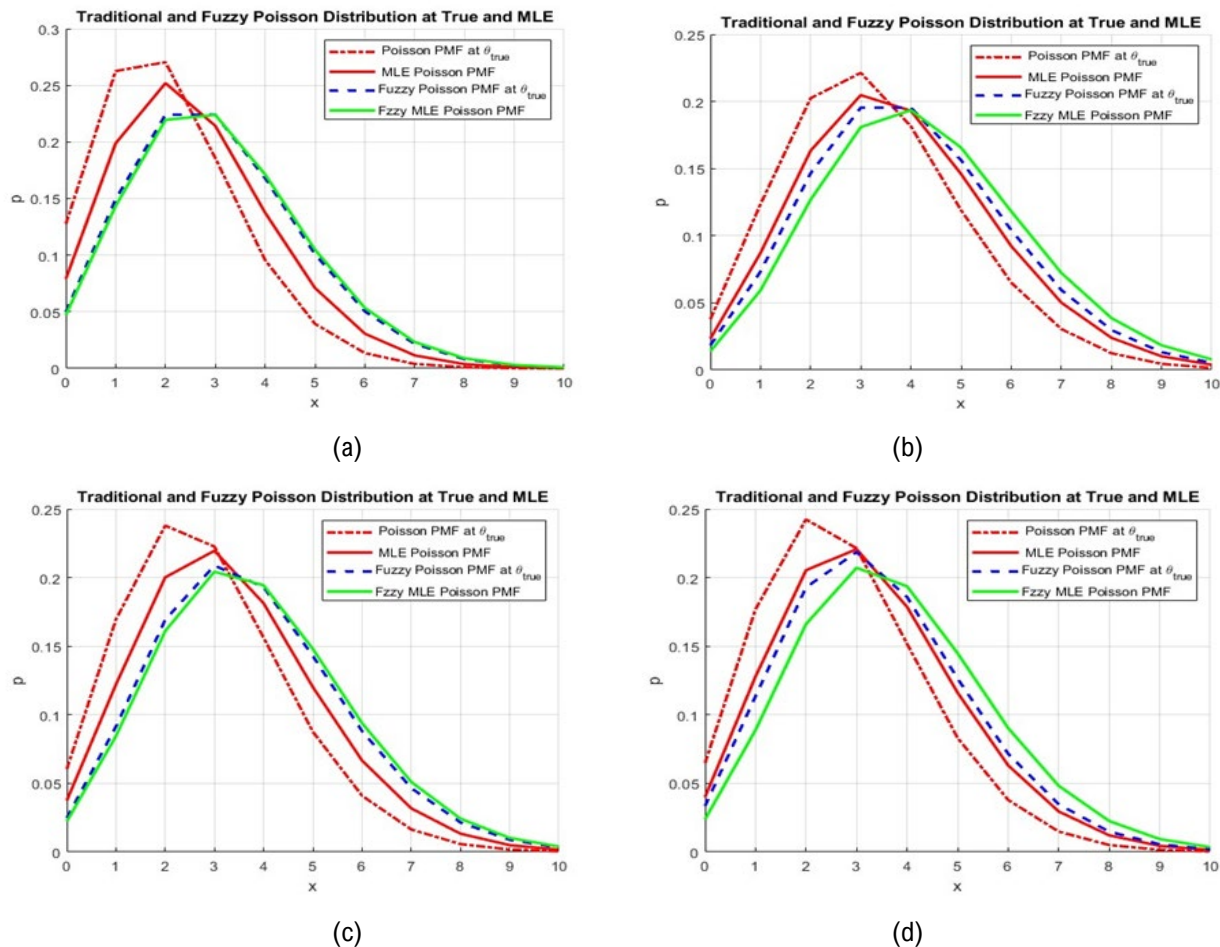 Traditional and Fuzzy Poisson Distribution at True and MLE
0.3
0.25
0.2
0.15
0.1
0.05
0
p
Poisson PMF at θtrue
MLE Poisson PMF
Fuzzy Poisson PMF at θtrue
Fzzy MLE Poisson PMF
0 1 2 3 4 5 6 7 8 9 10
x
(a)
Traditional and Fuzzy Poisson Distribution at True and MLE
0.25
0.2
0.15
0.1
0.05
0
p
Poisson PMF at θtrue
MLE Poisson PMF
Fuzzy Poisson PMF at θtrue
Fzzy MLE Poisson PMF
0 1 2 3 4 5 6 7 8 9 10
x
(b)
Traditional and Fuzzy Poisson Distribution at True and MLE
0.25
0.2
0.15
0.1
0.05
0
p
Poisson PMF at θtrue
MLE Poisson PMF
Fuzzy Poisson PMF at θtrue
Fzzy MLE Poisson PMF
0 1 2 3 4 5 6 7 8 9 10
x
(c)
Traditional and Fuzzy Poisson Distribution at True and MLE
0.25
0.2
0.15
0.1
0.05
0
p
Poisson PMF at θtrue
MLE Poisson PMF
Fuzzy Poisson PMF at θtrue
Fzzy MLE Poisson PMF
0 1 2 3 4 5 6 7 8 9 10
x
(d)